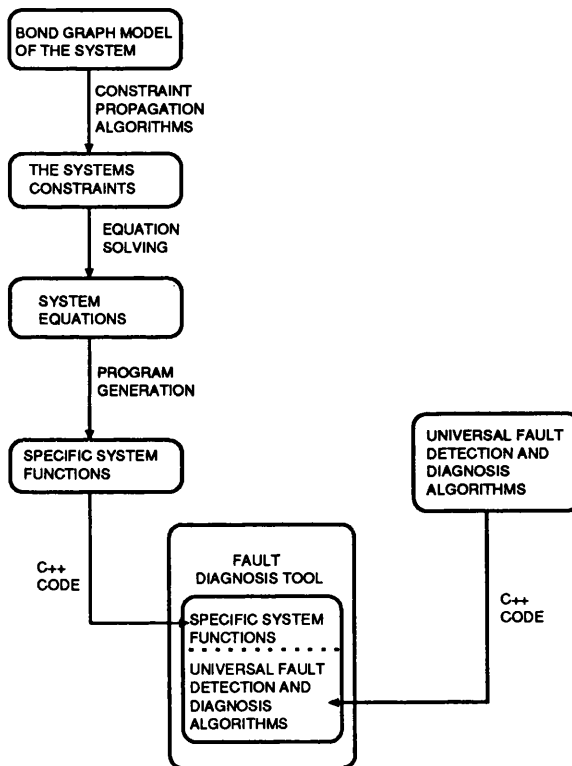 BOND GRAPH MODEL
OF THE SYSTEM
CONSTRAINT
PROPAGATION
ALGORITHMS
THE SYSTEMS
CONSTRAINTS
EQUATION
SOLVING
SYSTEM
EQUATIONS
PROGRAM
GENERATION
SPECIFIC SYSTEM
FUNCTIONS
UNIVERSAL FAULT
DETECTION AND
DIAGNOSIS
ALGORITHMS
C++
CODE
FAULT
DIAGNOSIS TOOL
SPECIFIC SYSTEM
FUNCTIONS
UNIVERSAL FAULT
DETECTION AND
DIAGNOSIS
ALGORITHMS
C++
CODE